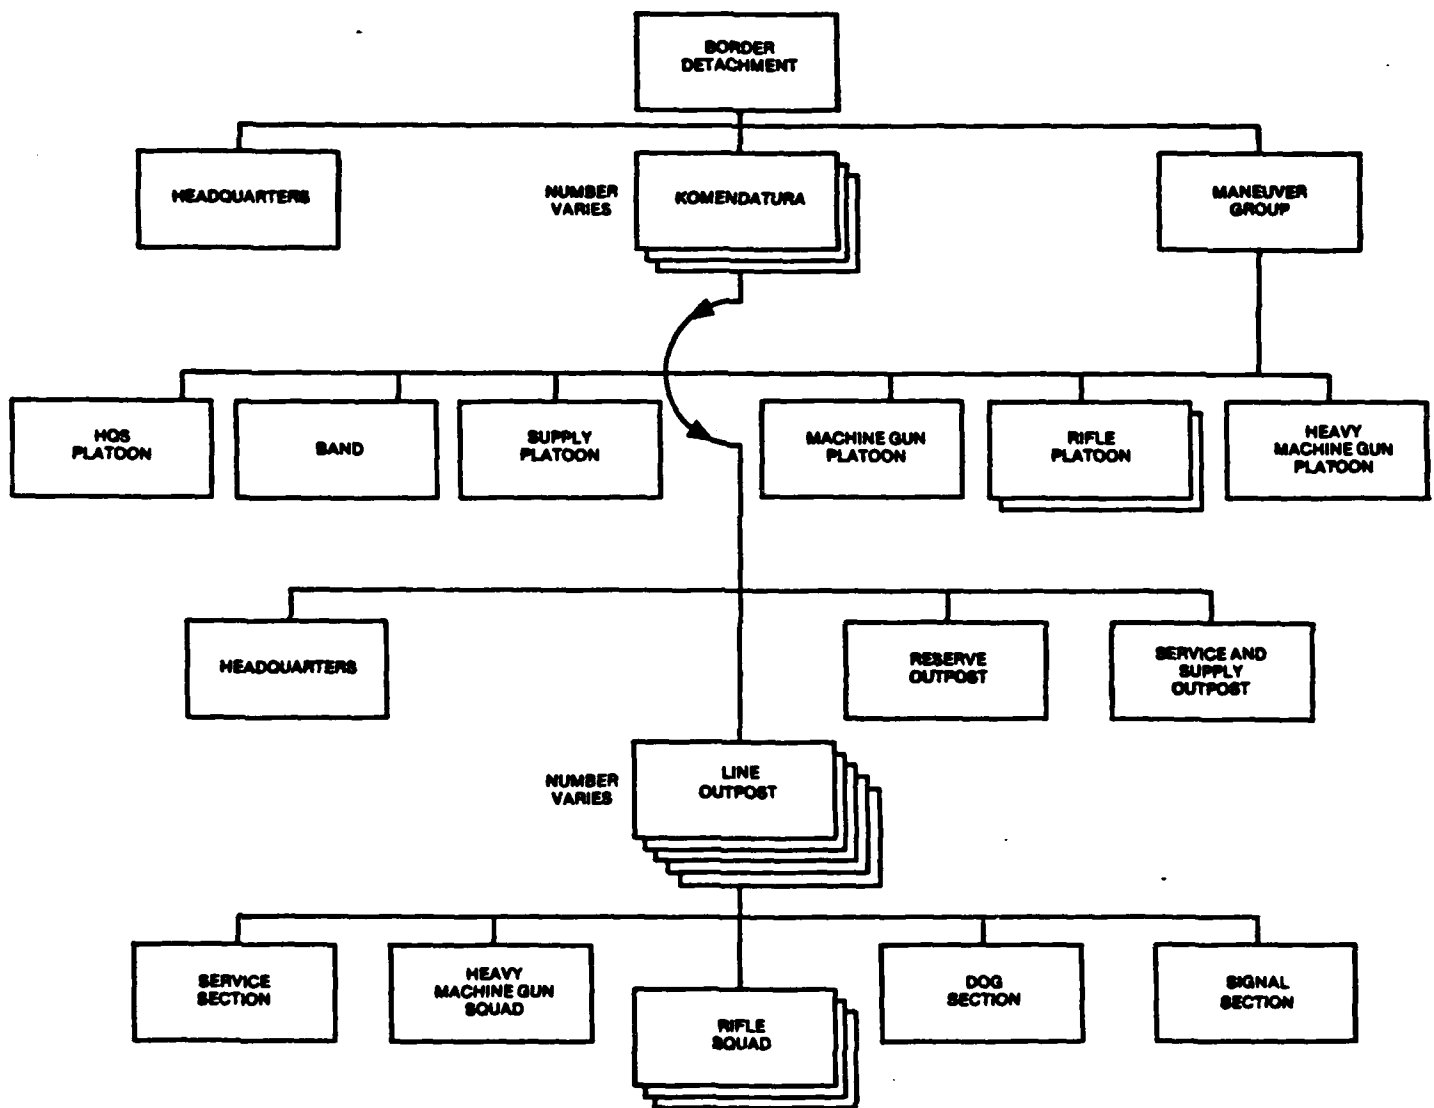 BORDER
DETACHMENT
HEADQUARTERS
NUMBER
VARIES
KOMENDATURA
MANEUVER
GROUP
HQS
PLATOON
BAND
SUPPLY
PLATOON
MACHINE GUN
PLATOON
RIFLE
PLATOON
HEAVY
MACHINE GUN
PLATOON
HEADQUARTERS
RESERVE
OUTPOST
SERVICE AND
SUPPLY
OUTPOST
NUMBER
VARIES
LINE
OUTPOST
SERVICE
SECTION
HEAVY
MACHINE GUN
SQUAD
RIFLE
SQUAD
DOG
SECTION
SIGNAL
SECTION